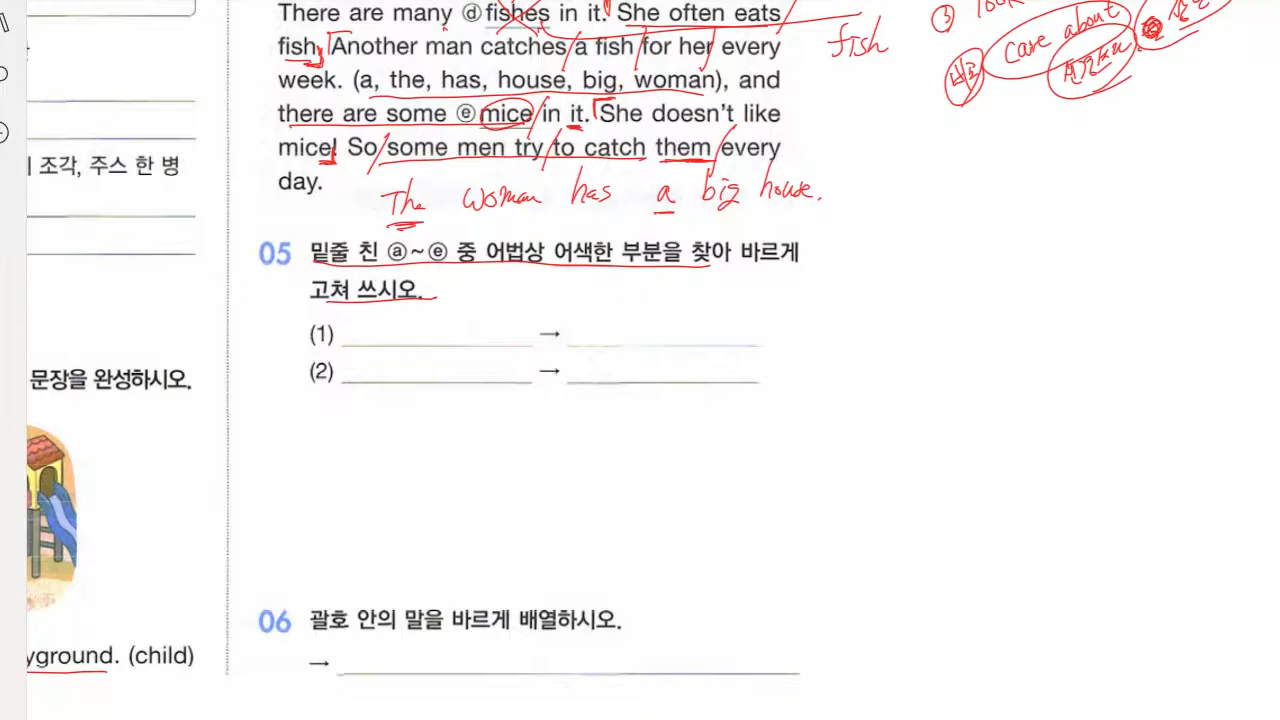 There are many ⓓ fishes in it. She often eats
fish. Another man catches a fish for her every
week. (a, the, has, house, big, woman), and
there are some ⓔ mice in it. She doesn't like
mice. So some men try to catch them every
day.
The woman has a big house.
fish
③ look
care about
조각, 주스 한 병
05 밑줄 친 ⓐ~ⓔ 중 어법상 어색한 부분을 찾아 바르게
고쳐 쓰시오.
(1) →
(2) →
문장을 완성하시오.
yground. (child)
06 괄호 안의 말을 바르게 배열하시오.
→